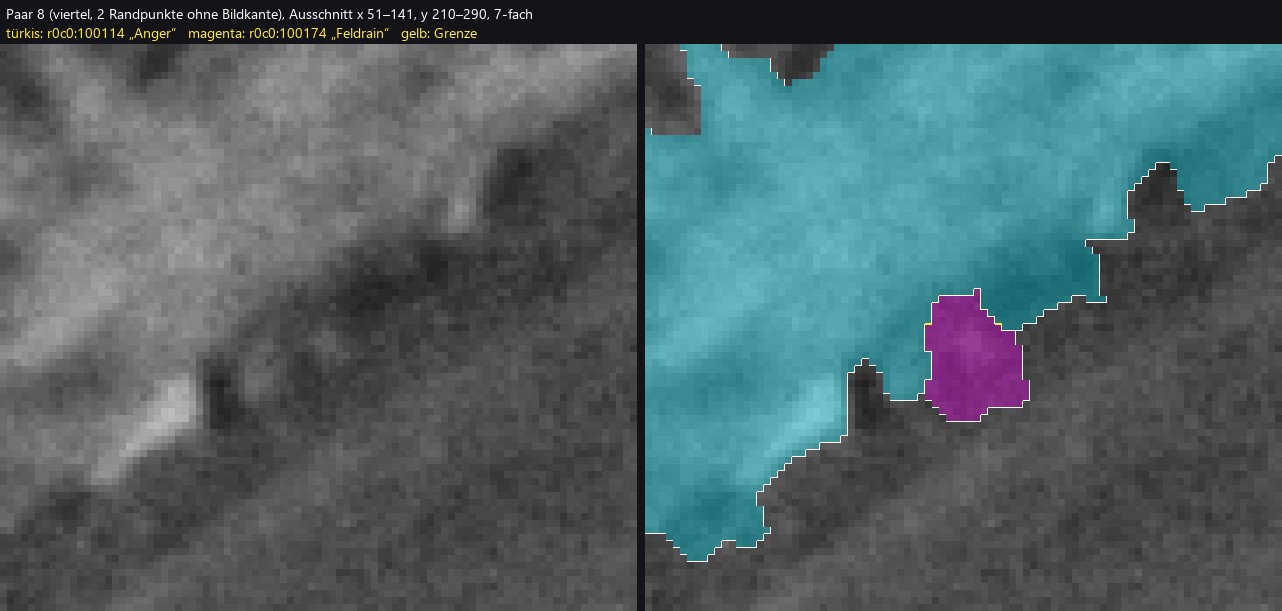 Paar 8 (viertel, 2 Randpunkte ohne Bildkante), Ausschnitt x 51–141, y 210–290, 7-fach
türkis: r0c0:100114 „Anger“ magenta: r0c0:100174 „Feldrain“ gelb: Grenze